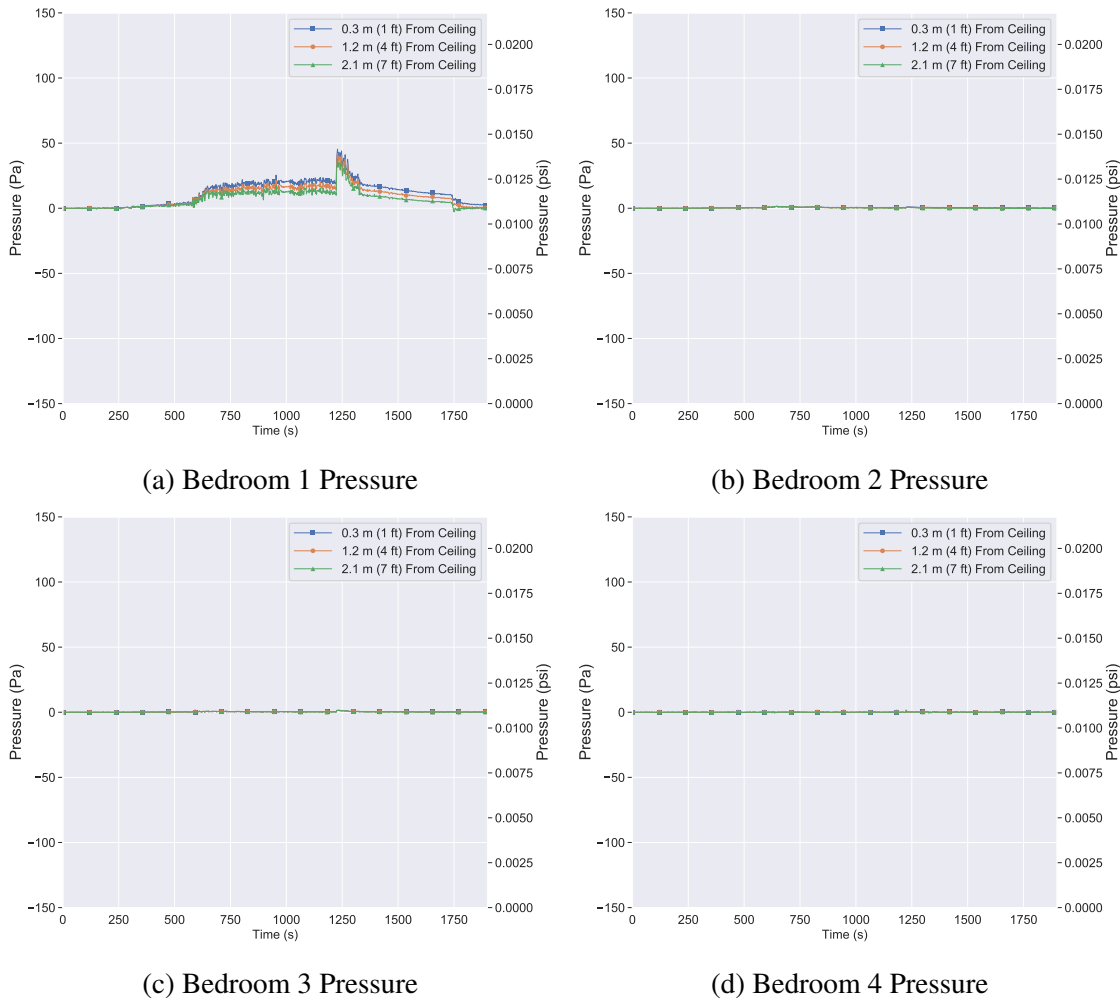 150
100
50
0
−50
−100
−150
Pressure (Pa)
0.3 m (1 ft) From Ceiling
1.2 m (4 ft) From Ceiling
2.1 m (7 ft) From Ceiling
0.0200
0.0175
0.0150
0.0125
0.0100
0.0075
0.0050
0.0025
0.0000
Pressure (psi)
0 250 500 750 1000 1250 1500 1750
Time (s)
(a) Bedroom 1 Pressure
150
100
50
0
−50
−100
−150
Pressure (Pa)
0.3 m (1 ft) From Ceiling
1.2 m (4 ft) From Ceiling
2.1 m (7 ft) From Ceiling
0.0200
0.0175
0.0150
0.0125
0.0100
0.0075
0.0050
0.0025
0.0000
Pressure (psi)
0 250 500 750 1000 1250 1500 1750
Time (s)
(b) Bedroom 2 Pressure
150
100
50
0
−50
−100
−150
Pressure (Pa)
0.3 m (1 ft) From Ceiling
1.2 m (4 ft) From Ceiling
2.1 m (7 ft) From Ceiling
0.0200
0.0175
0.0150
0.0125
0.0100
0.0075
0.0050
0.0025
0.0000
Pressure (psi)
0 250 500 750 1000 1250 1500 1750
Time (s)
(c) Bedroom 3 Pressure
150
100
50
0
−50
−100
−150
Pressure (Pa)
0.3 m (1 ft) From Ceiling
1.2 m (4 ft) From Ceiling
2.1 m (7 ft) From Ceiling
0.0200
0.0175
0.0150
0.0125
0.0100
0.0075
0.0050
0.0025
0.0000
Pressure (psi)
0 250 500 750 1000 1250 1500 1750
Time (s)
(d) Bedroom 4 Pressure